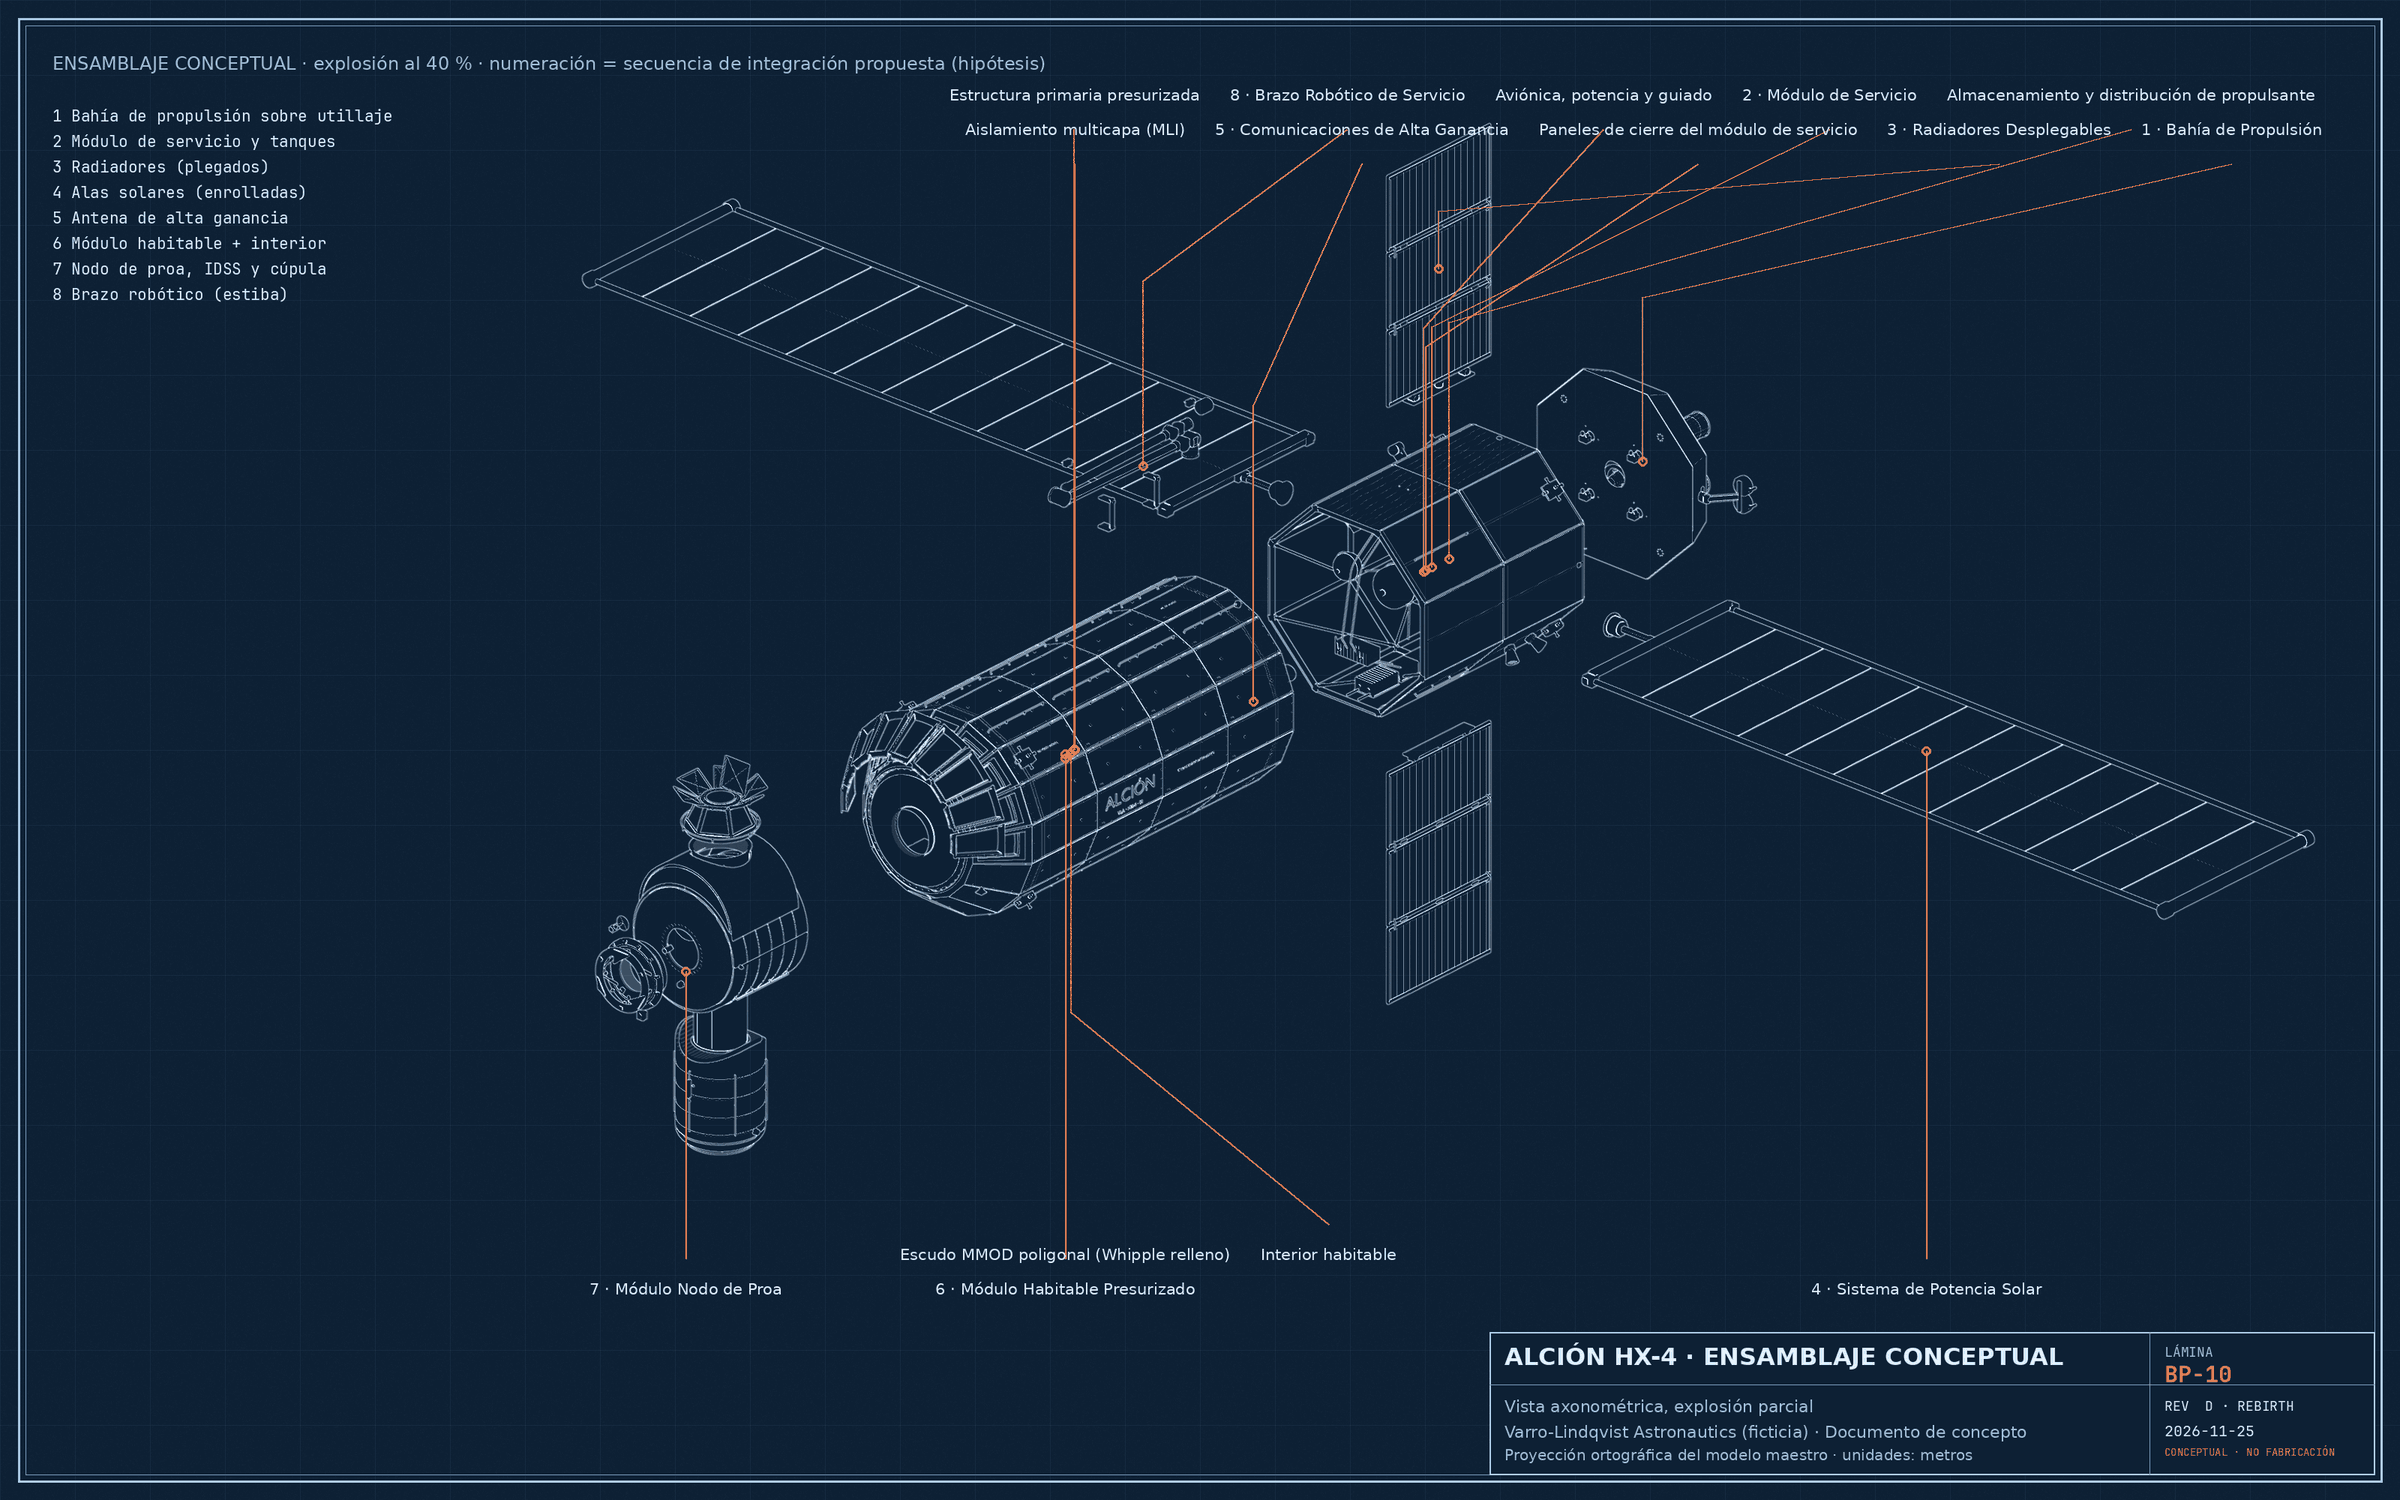 ENSAMBLAJE CONCEPTUAL · explosión al 40 % · numeración = secuencia de integración propuesta (hipótesis)
1 Bahía de propulsión sobre utillaje
2 Módulo de servicio y tanques
3 Radiadores (plegados)
4 Alas solares (enrolladas)
5 Antena de alta ganancia
6 Módulo habitable + interior
7 Nodo de proa, IDSS y cúpula
8 Brazo robótico (estiba)
Estructura primaria presurizada
8 · Brazo Robótico de Servicio
Aviónica, potencia y guiado
2 · Módulo de Servicio
Almacenamiento y distribución de propulsante
Aislamiento multicapa (MLI)
5 · Comunicaciones de Alta Ganancia
Paneles de cierre del módulo de servicio
3 · Radiadores Desplegables
1 · Bahía de Propulsión
ALCIÓN
Escudo MMOD poligonal (Whipple relleno)
Interior habitable
7 · Módulo Nodo de Proa
6 · Módulo Habitable Presurizado
4 · Sistema de Potencia Solar
ALCIÓN HX-4 · ENSAMBLAJE CONCEPTUAL
Vista axonométrica, explosión parcial
Varro-Lindqvist Astronautics (ficticia) · Documento de concepto
Proyección ortográfica del modelo maestro · unidades: metros
LÁMINA
BP-10
REV D · REBIRTH
2026-11-25
CONCEPTUAL · NO FABRICACIÓN